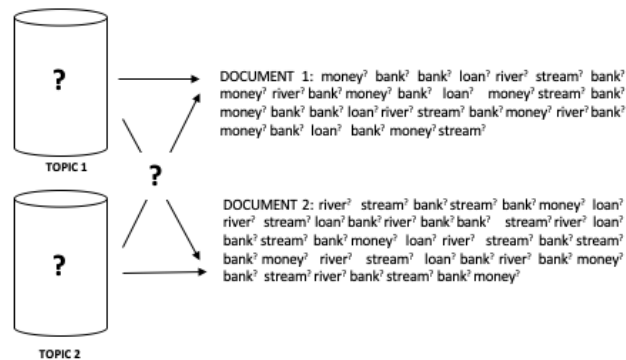 ?
TOPIC 1
?
?
TOPIC 2
DOCUMENT 1: money? bank? bank? loan? river? stream? bank?
money? river? bank? money? bank? loan? money? stream? bank?
money? bank? bank? loan? river? stream? bank? money? river? bank?
money? bank? loan? bank? money? stream?
DOCUMENT 2: river? stream? bank? stream? bank? money? loan?
river? stream? loan? bank? river? bank? bank? stream? river? loan?
bank? stream? bank? money? loan? river? stream? bank? stream?
bank? money? river? stream? loan? bank? river? bank? money?
bank? stream? river? bank? stream? bank? money?